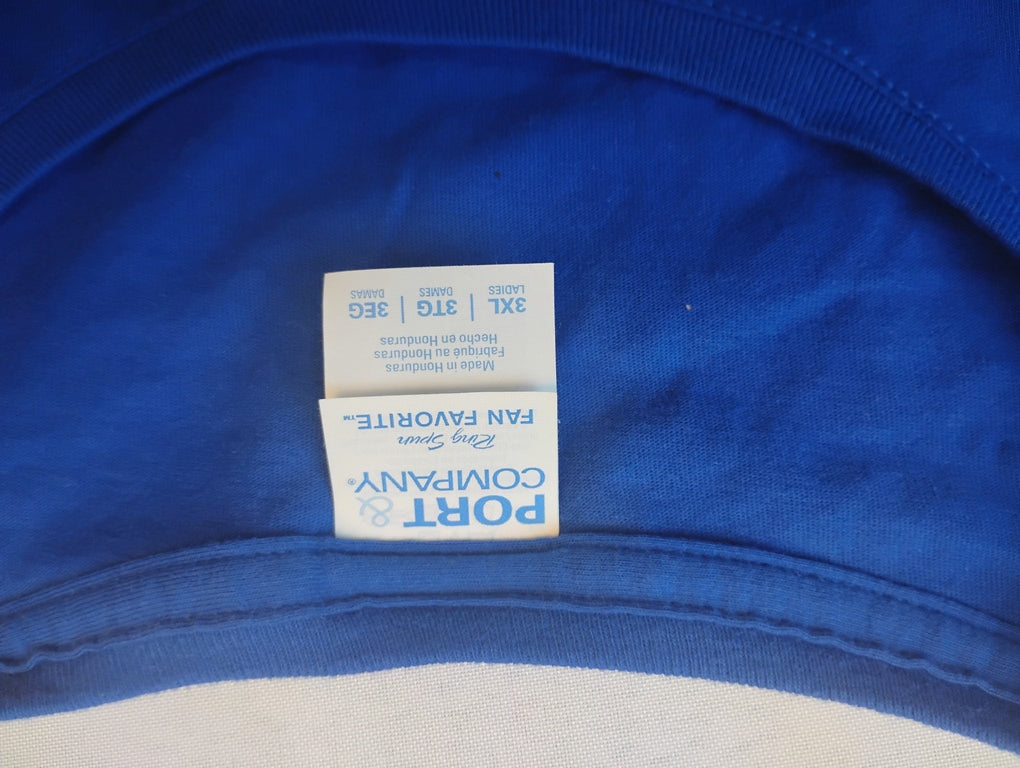 PORT &
COMPANY®
Ring Spun
FAN FAVORITE™
Made in Honduras
Fabriqué au Honduras
Hecho en Honduras
3XL | 3TG | 3EG
LADIES DAMES DAMAS